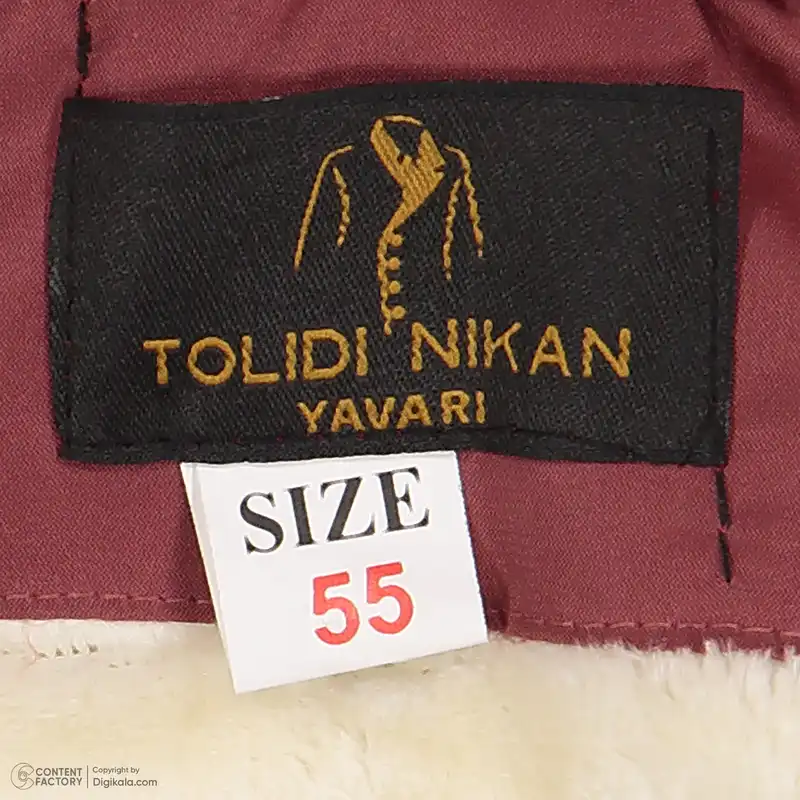 TOLIDI NIKAN
YAVARI
SIZE
55
CONTENT
FACTORY
Copyright by
Digikala.com